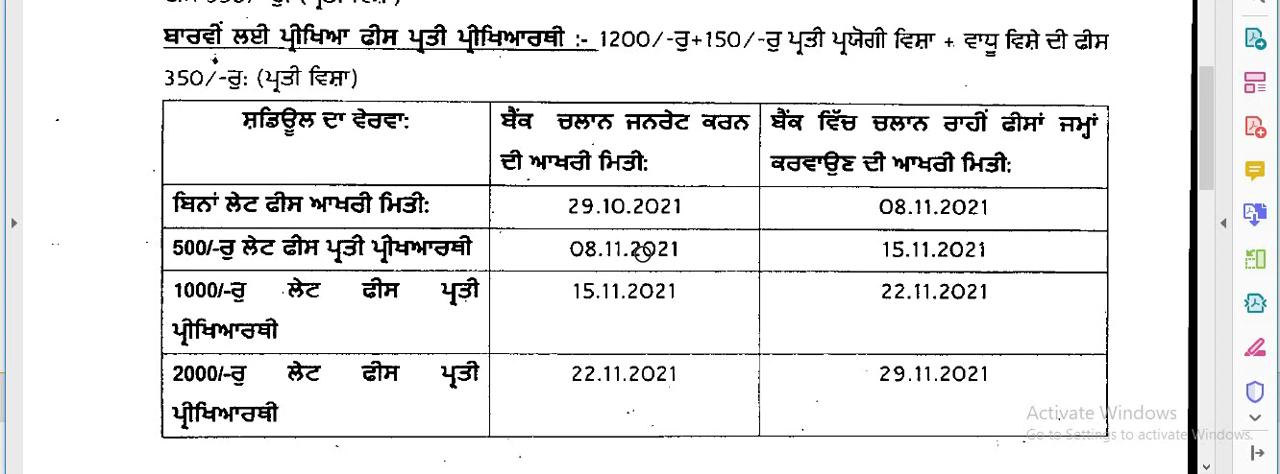 ਬਾਰਵੀਂ ਲਈ ਪ੍ਰੀਖਿਆ ਫੀਸ ਪ੍ਰਤੀ ਪ੍ਰੀਖਿਆਰਥੀ :- 1200/-ਰੁ+150/-ਰੁ ਪ੍ਰਤੀ ਪ੍ਰਯੋਗੀ ਵਿਸ਼ਾ + ਵਾਧੂ ਵਿਸ਼ੇ ਦੀ ਫੀਸ
350/-ਰੁ: (ਪ੍ਰਤੀ ਵਿਸ਼ਾ)
ਸ਼ਡਿਊਲ ਦਾ ਵੇਰਵਾ: ਬੈਂਕ ਚਲਾਨ ਜਨਰੇਟ ਕਰਨ ਬੈਂਕ ਵਿੱਚ ਚਲਾਨ ਰਾਹੀਂ ਫੀਸਾਂ ਜਮ੍ਹਾਂ
ਦੀ ਆਖਰੀ ਮਿਤੀ: ਕਰਵਾਉਣ ਦੀ ਆਖਰੀ ਮਿਤੀ:
ਬਿਨਾਂ ਲੇਟ ਫੀਸ ਆਖਰੀ ਮਿਤੀ: 29.10.2021 08.11.2021
500/-ਰੁ ਲੇਟ ਫੀਸ ਪ੍ਰਤੀ ਪ੍ਰੀਖਆਰਥੀ 08.11.2021 15.11.2021
1000/-ਰੁ ਲੇਟ ਫੀਸ ਪ੍ਰਤੀ 15.11.2021 22.11.2021
ਪ੍ਰੀਖਿਆਰਥੀ
2000/-ਰੁ ਲੇਟ ਫੀਸ ਪ੍ਰਤੀ 22.11.2021 29.11.2021
ਪ੍ਰੀਖਿਆਰਥੀ
Activate Windows
Go to Settings to activate Windows.